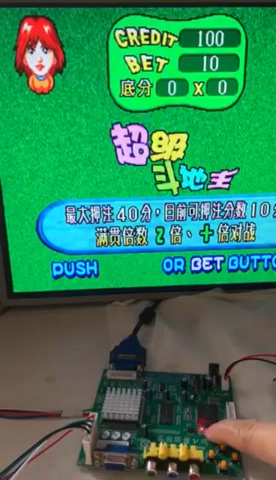 CREDIT 100
BET 10
底分 0 X 0
超级
斗地主
最大押注40分，目前可押注分数10分
满贯倍数 2 倍、十倍对战
PUSH OR BET BUTTO